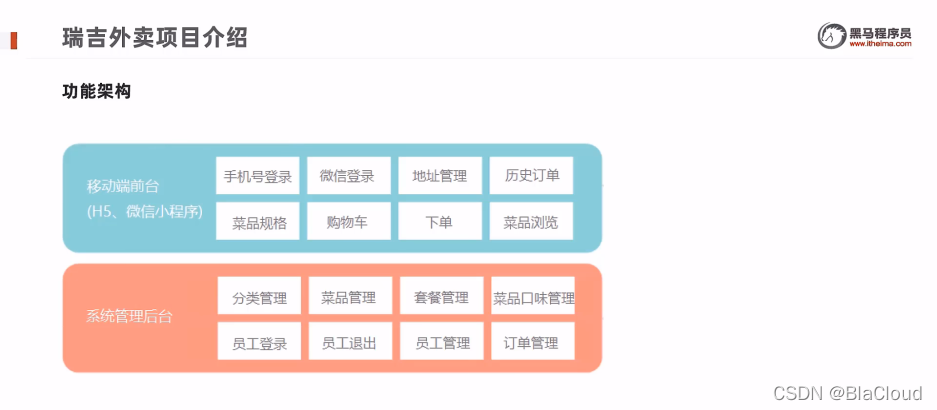 瑞吉外卖项目介绍
黑马程序员
www.itheima.com
功能架构
移动端前台
(H5、微信小程序)
手机号登录 微信登录 地址管理 历史订单
菜品规格 购物车 下单 菜品浏览
系统管理后台
分类管理 菜品管理 套餐管理 菜品口味管理
员工登录 员工退出 员工管理 订单管理
CSDN @BlaCloud